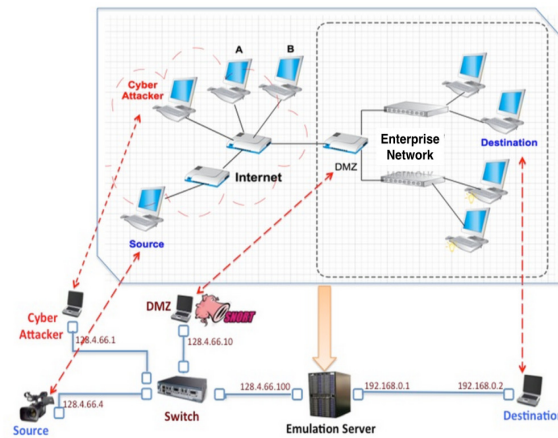 A
B
Cyber
Attacker
Enterprise
Network
Destination
DMZ
Internet
Source
DMZ
SNORT
Cyber
Attacker
128.4.66.1
128.4.66.10
128.4.66.100
192.168.0.1
192.168.0.2
128.4.66.4
Switch
Source
Emulation Server
Destination